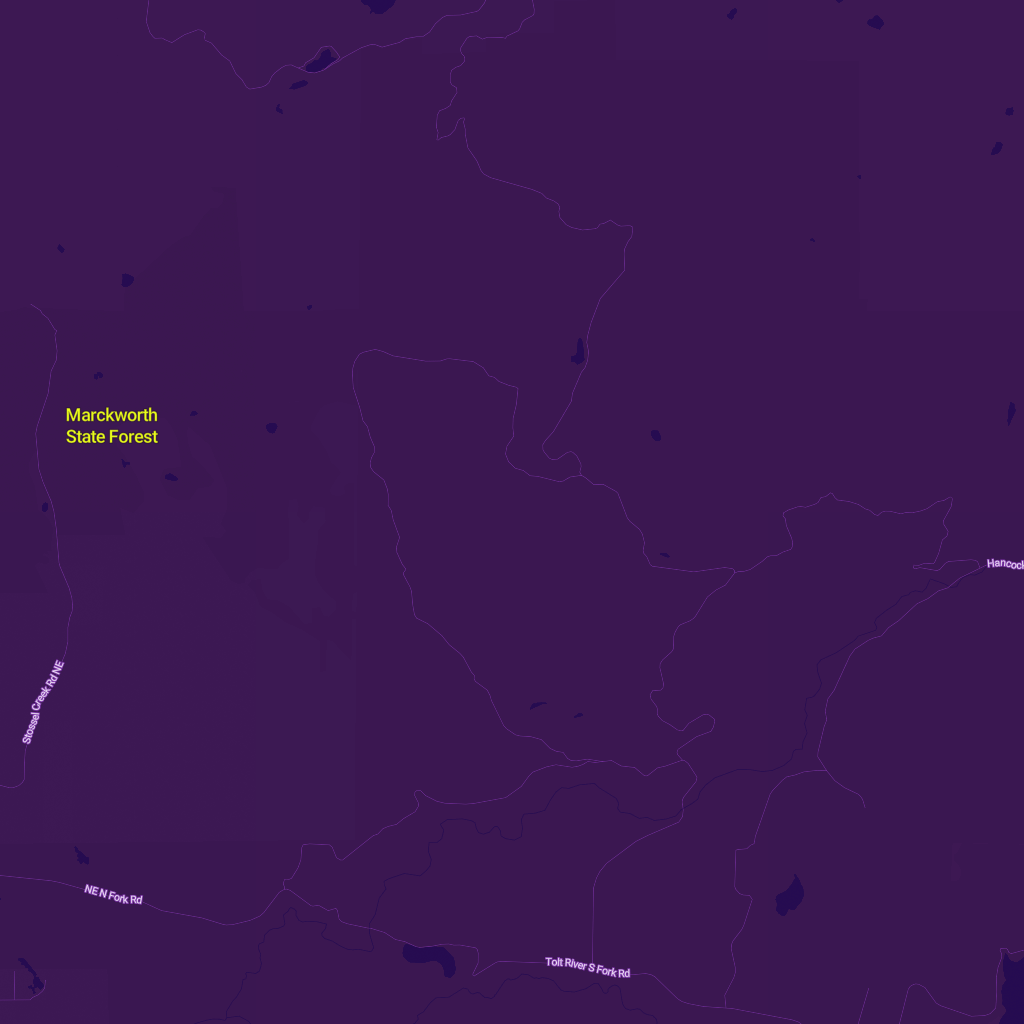 Marckworth
State Forest
Hancock
Stossel Creek Rd NE
NE N Fork Rd
Tolt River S Fork Rd